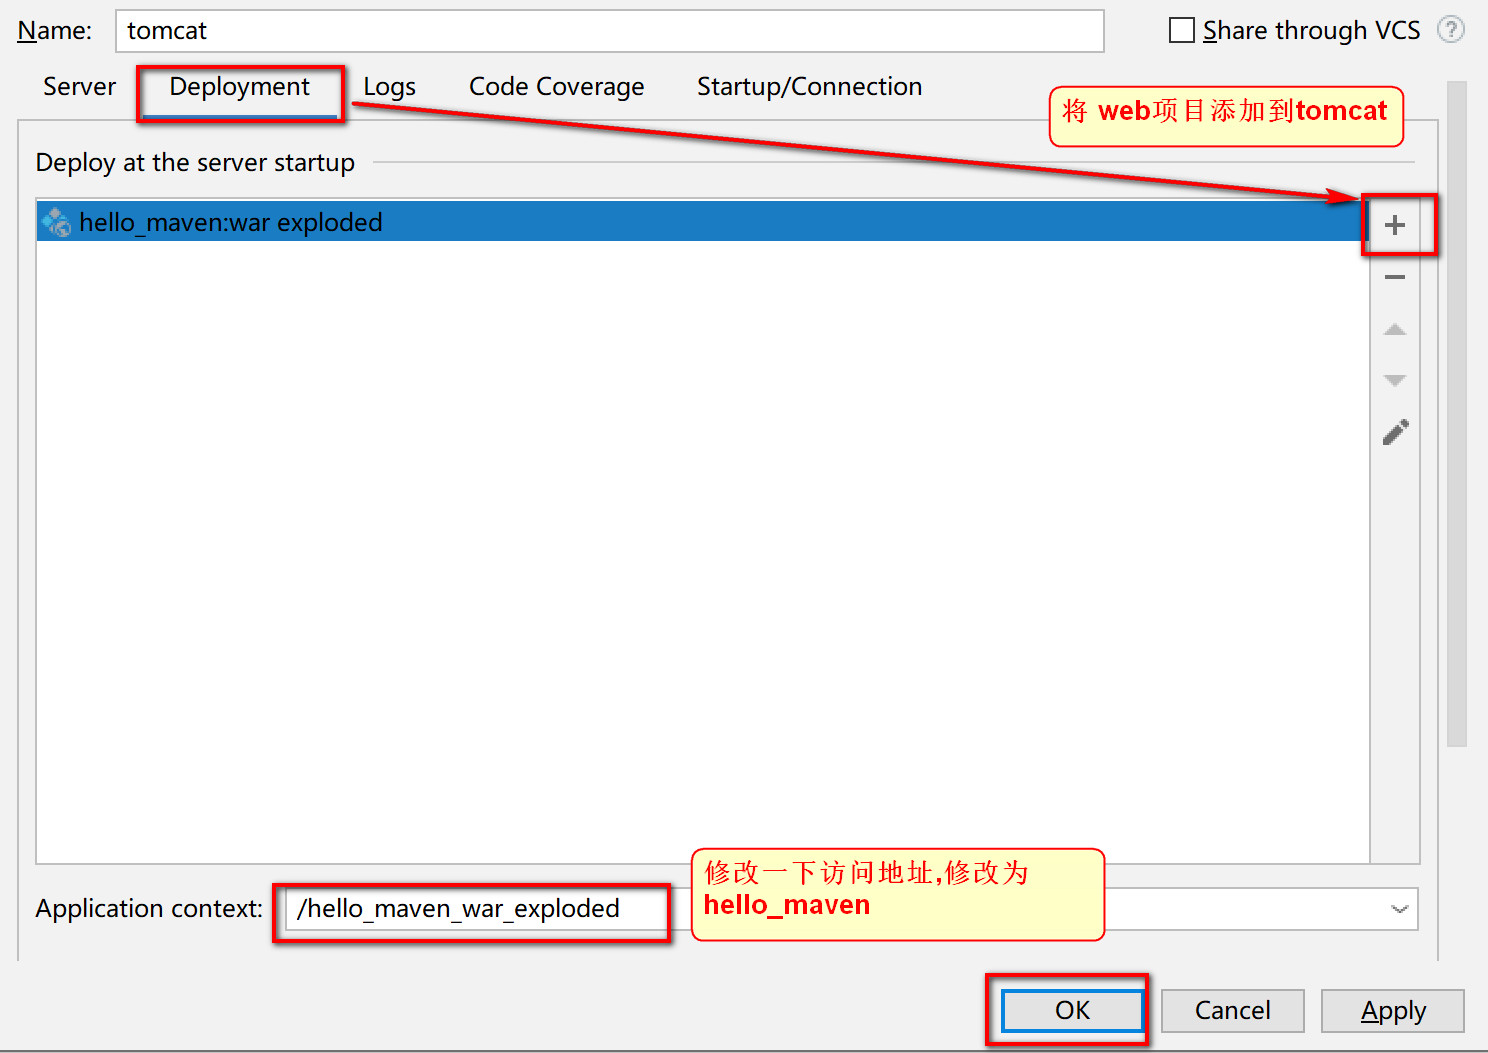 Name: tomcat Share through VCS ?
Server Deployment Logs Code Coverage Startup/Connection
将 web项目添加到tomcat
Deploy at the server startup
hello_maven:war exploded
修改一下访问地址,修改为
hello_maven
Application context: /hello_maven_war_exploded
OK Cancel Apply